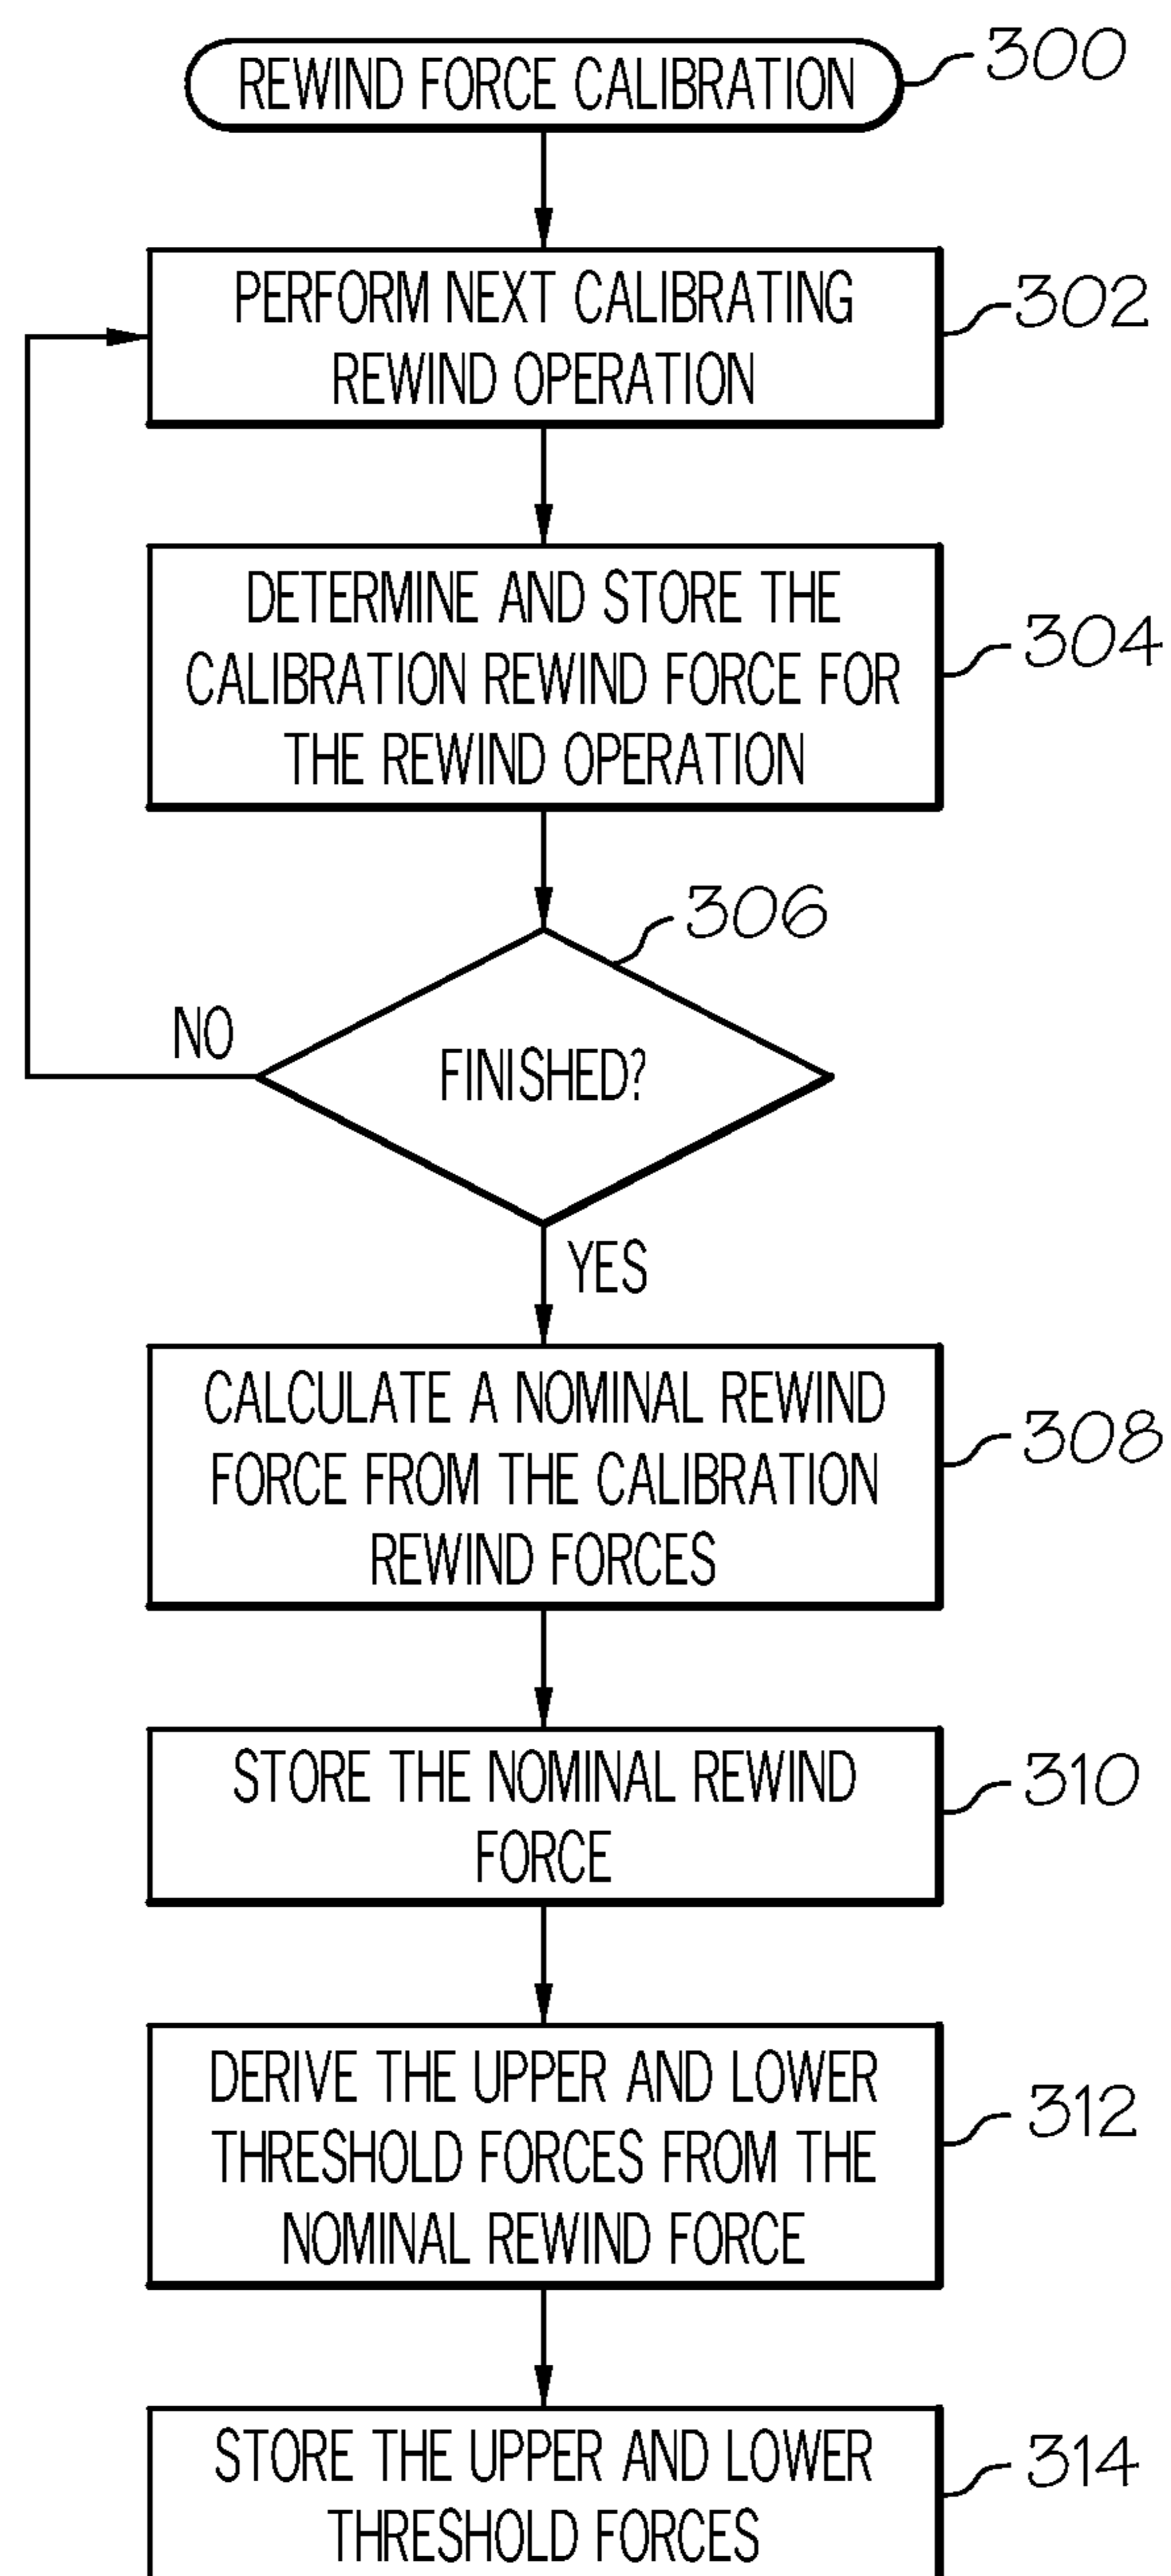 REWIND FORCE CALIBRATION
300
PERFORM NEXT CALIBRATING
REWIND OPERATION
302
DETERMINE AND STORE THE
CALIBRATION REWIND FORCE FOR
THE REWIND OPERATION
304
306
NO
FINISHED?
YES
CALCULATE A NOMINAL REWIND
FORCE FROM THE CALIBRATION
REWIND FORCES
308
STORE THE NOMINAL REWIND
FORCE
310
DERIVE THE UPPER AND LOWER
THRESHOLD FORCES FROM THE
NOMINAL REWIND FORCE
312
STORE THE UPPER AND LOWER
THRESHOLD FORCES
314